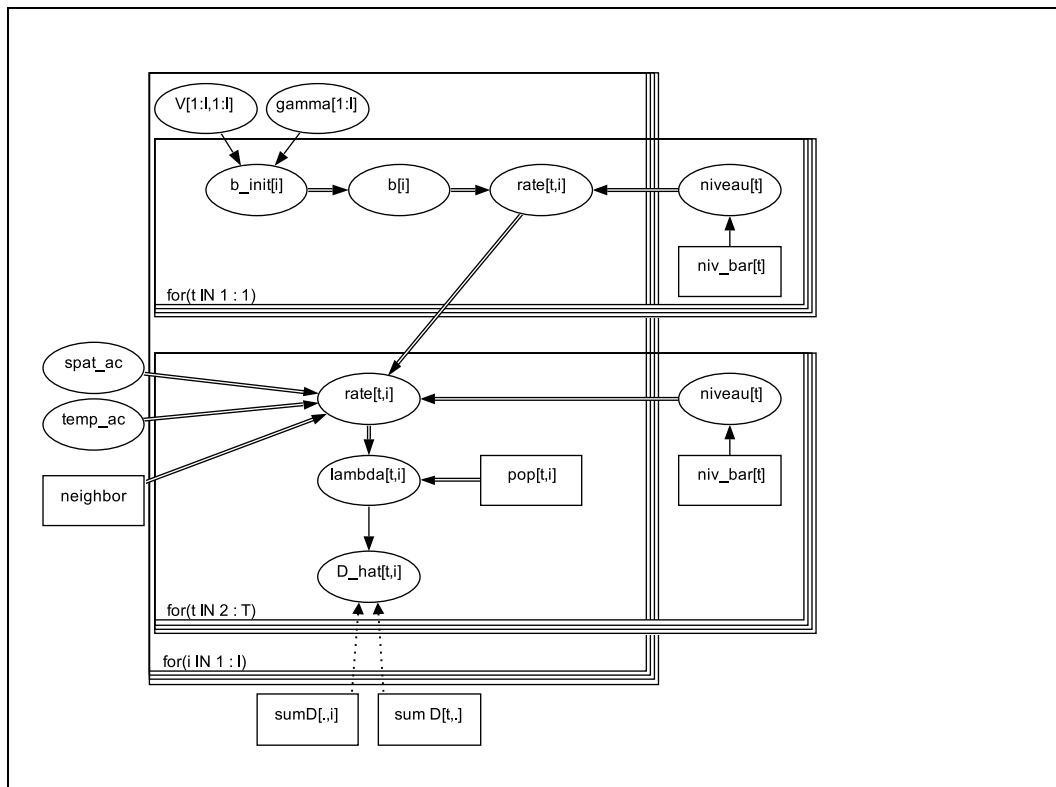 V[1:I,1:I]
gamma[1:I]
b_init[i]
b[i]
rate[t,i]
niveau[t]
niv_bar[t]
for(t IN 1 : 1)
spat_ac
temp_ac
neighbor
rate[t,i]
niveau[t]
lambda[t,i]
pop[t,i]
niv_bar[t]
D_hat[t,i]
for(t IN 2 : T)
for(i IN 1 : I)
sumD[.,i]
sum D[t,.]